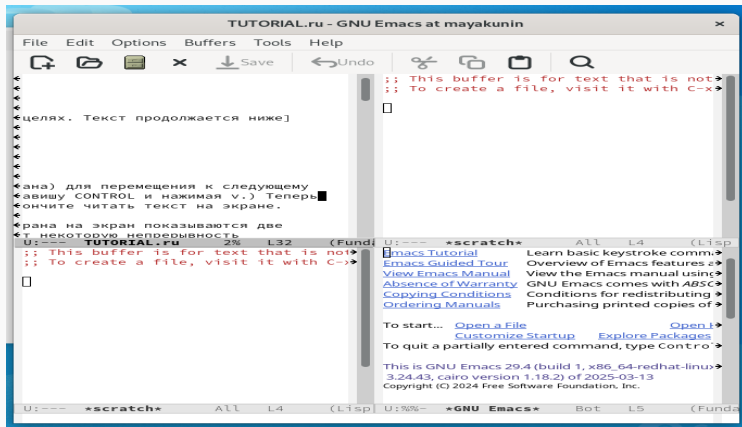 TUTORIAL.ru - GNU Emacs at mayakunin
File Edit Options Buffers Tools Help
Save Undo
целях. Текст продолжается ниже]
ана) для перемещения к следующему
авишу CONTROL и нажимая v.) Теперь
ончите читать текст на экране.
рана на экран показываются две
т некоторую непрерывность
U:--- TUTORIAL.ru 2% L32 (Funda
;; This buffer is for text that is not
;; To create a file, visit it with C-x
U:--- *scratch* All L4 (Lisp
;; This buffer is for text that is not
;; To create a file, visit it with C-x
U:--- *scratch* All L4 (Lisp
Emacs Tutorial Learn basic keystroke comm
Emacs Guided Tour Overview of Emacs features
View Emacs Manual View the Emacs manual using
Absence of Warranty GNU Emacs comes with ABSO
Copying Conditions Conditions for redistributing
Ordering Manuals Purchasing printed copies of
To start... Open a File Open
Customize Startup Explore Packages
To quit a partially entered command, type Contro
This is GNU Emacs 29.4 (build 1, x86_64-redhat-linu
3.24.43, cairo version 1.18.2) of 2025-03-13
Copyright (C) 2024 Free Software Foundation, Inc.
U:%%- *GNU Emacs* Bot L5 (Funda